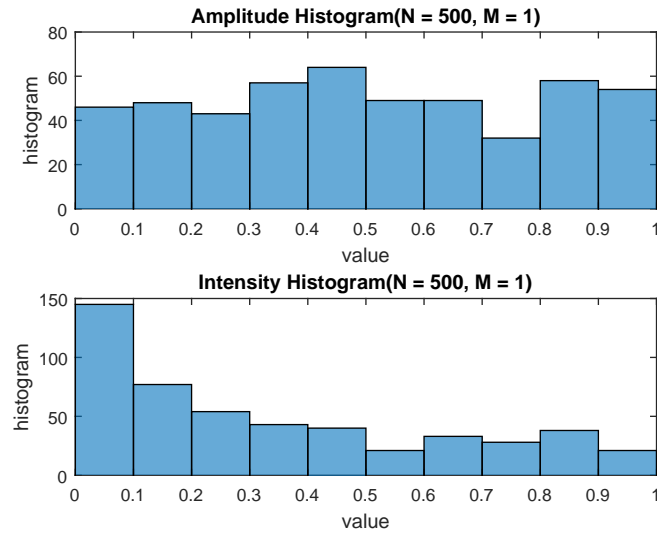 Amplitude Histogram(N = 500, M = 1)
80
60
40
20
0
histogram
0 0.1 0.2 0.3 0.4 0.5 0.6 0.7 0.8 0.9 1
value
Intensity Histogram(N = 500, M = 1)
150
100
50
0
histogram
0 0.1 0.2 0.3 0.4 0.5 0.6 0.7 0.8 0.9 1
value